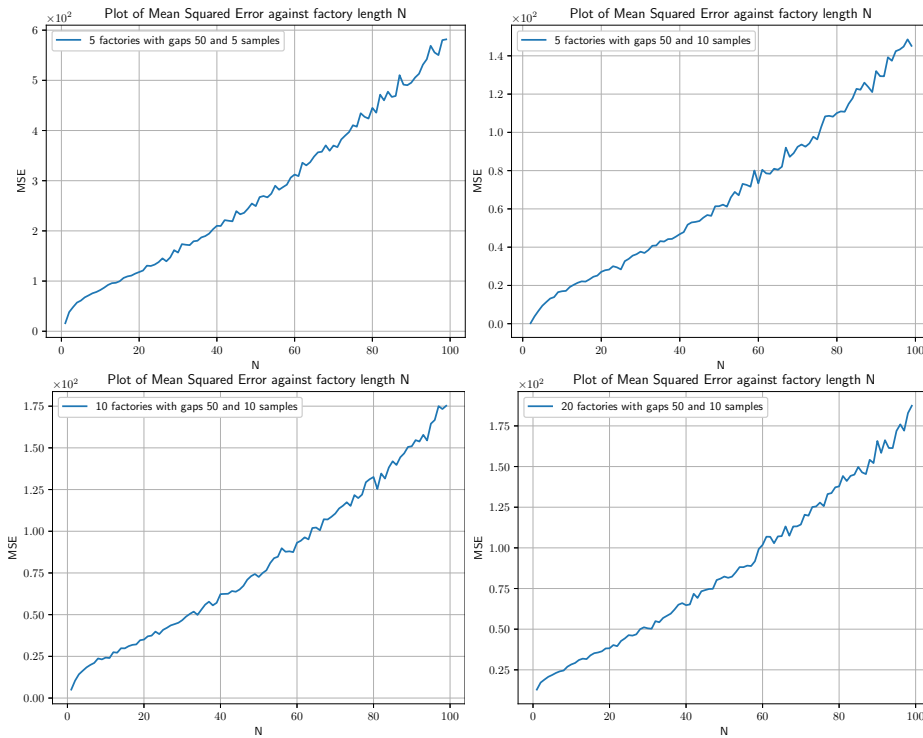 Plot of Mean Squared Error against factory length N
×10²
5 factories with gaps 50 and 5 samples
6
5
4
3
2
1
0
MSE
0 20 40 60 80 100
N
Plot of Mean Squared Error against factory length N
×10²
5 factories with gaps 50 and 10 samples
1.4
1.2
1.0
0.8
0.6
0.4
0.2
0.0
MSE
0 20 40 60 80 100
N
Plot of Mean Squared Error against factory length N
×10²
10 factories with gaps 50 and 10 samples
1.75
1.50
1.25
1.00
0.75
0.50
0.25
0.00
MSE
0 20 40 60 80 100
N
Plot of Mean Squared Error against factory length N
×10²
20 factories with gaps 50 and 10 samples
1.75
1.50
1.25
1.00
0.75
0.50
0.25
MSE
0 20 40 60 80 100
N